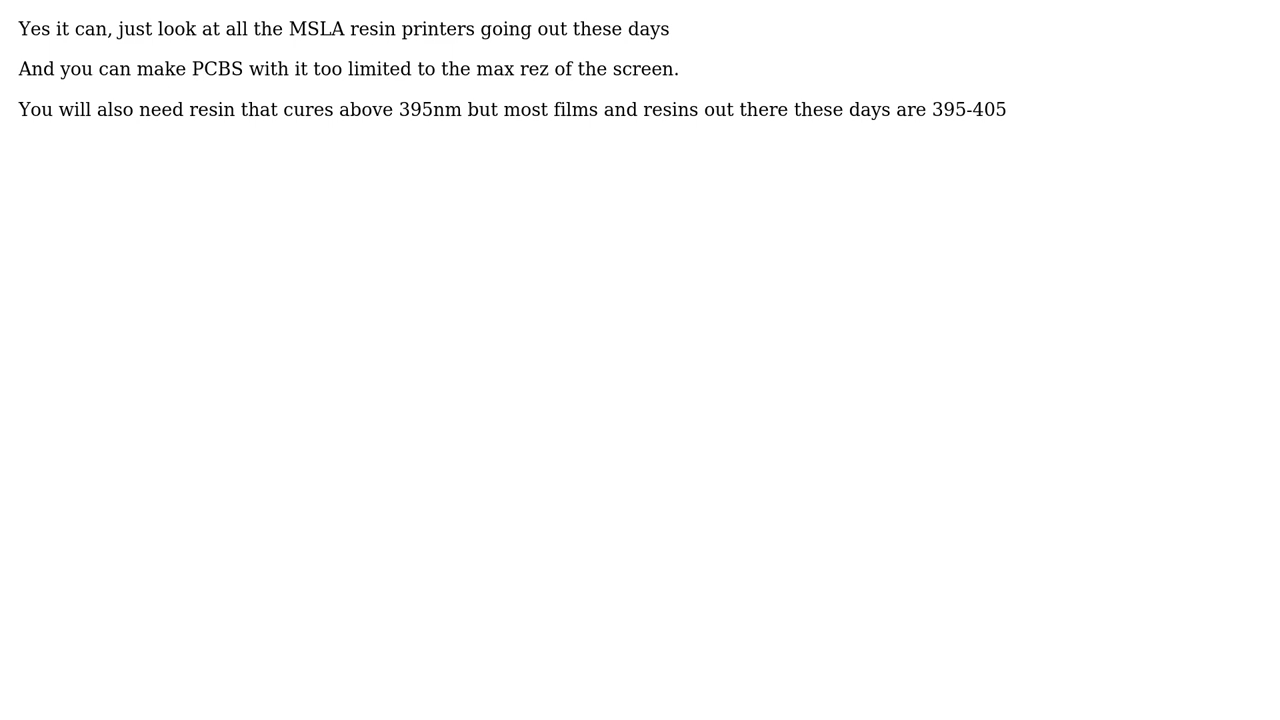 Yes it can, just look at all the MSLA resin printers going out these days
And you can make PCBS with it too limited to the max rez of the screen.
You will also need resin that cures above 395nm but most films and resins out there these days are 395-405